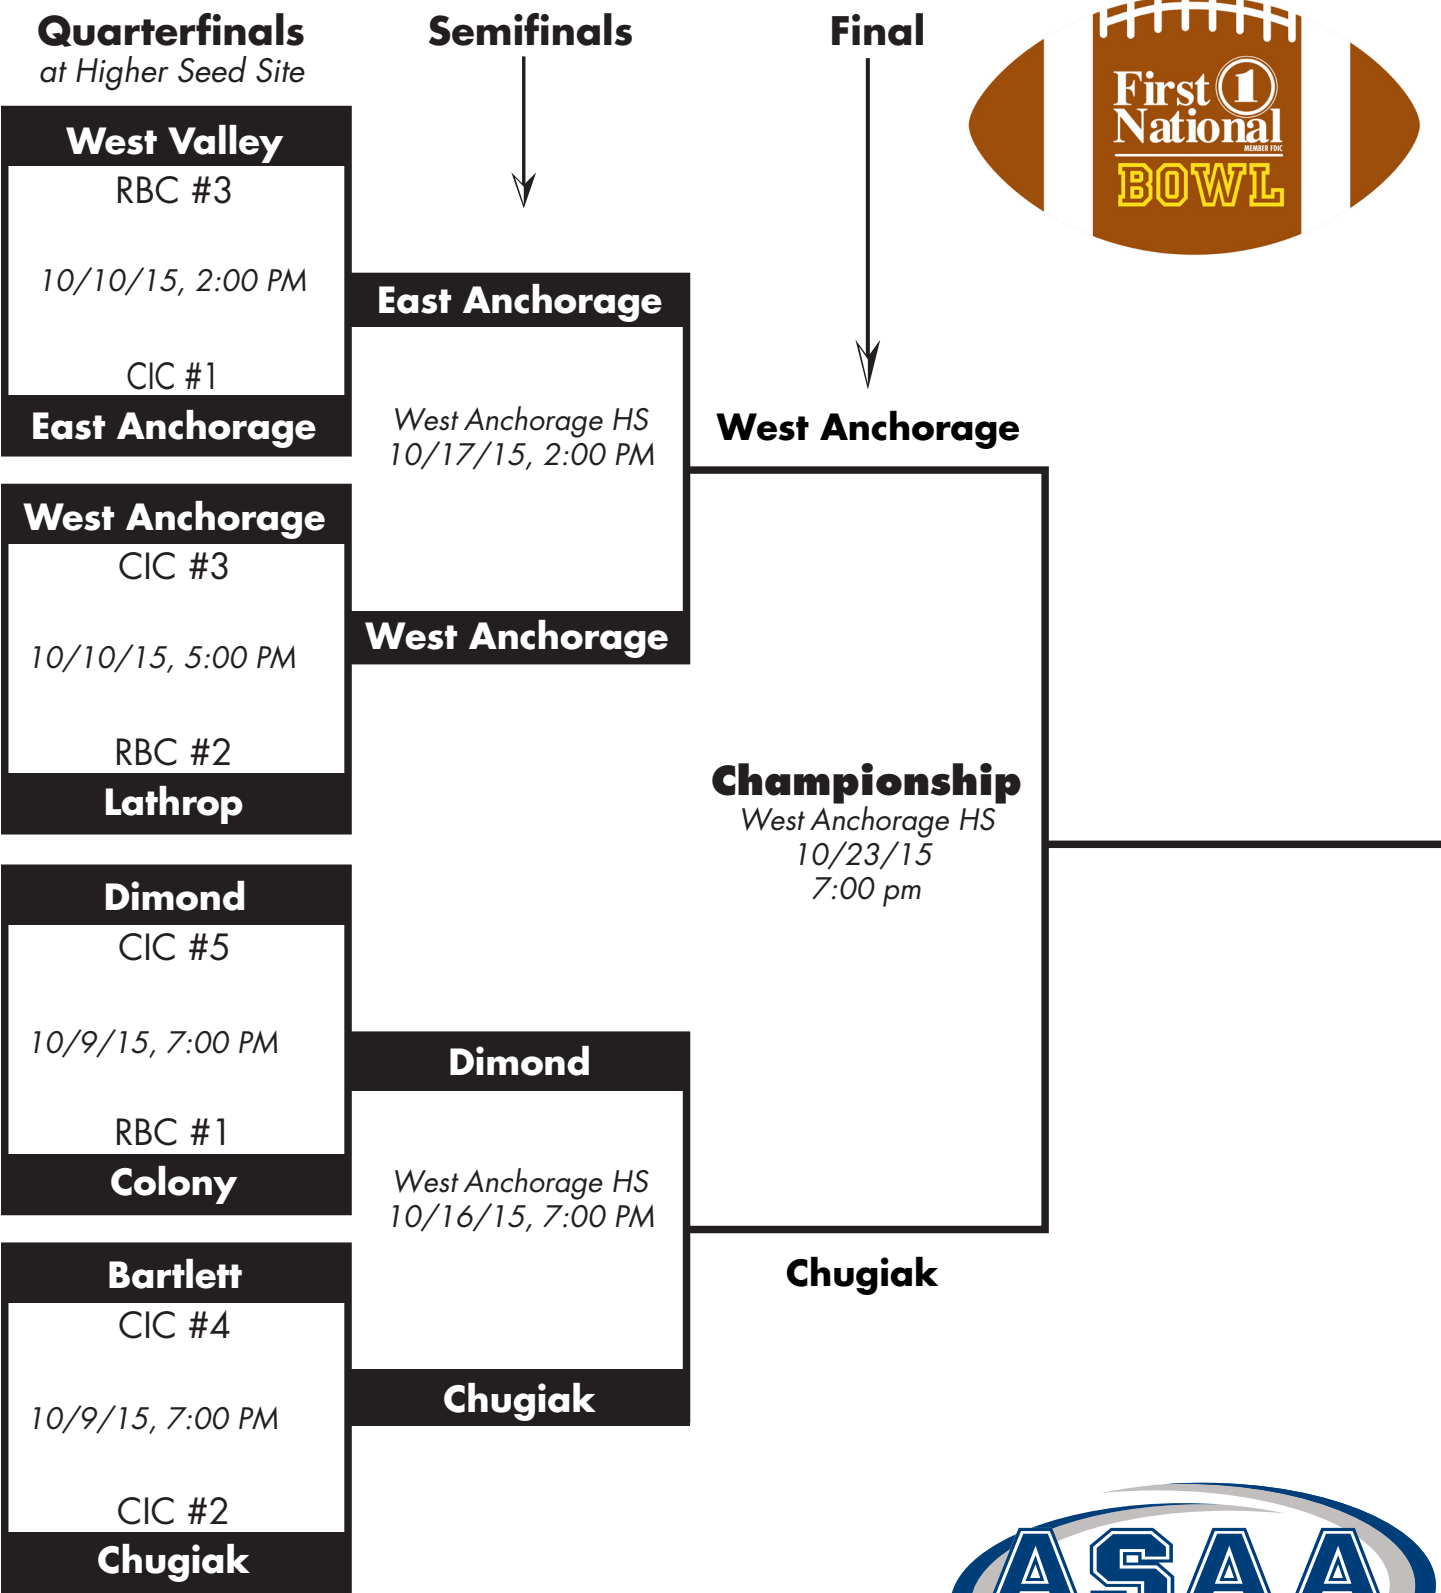 Quarterfinals
at Higher Seed Site
Semifinals
Final
First 1
National
MEMBER FDIC
BOWL
West Valley
RBC #3
10/10/15, 2:00 PM
CIC #1
East Anchorage
West Anchorage
CIC #3
10/10/15, 5:00 PM
RBC #2
Lathrop
Dimond
CIC #5
10/9/15, 7:00 PM
RBC #1
Colony
Bartlett
CIC #4
10/9/15, 7:00 PM
CIC #2
Chugiak
East Anchorage
West Anchorage HS
10/17/15, 2:00 PM
West Anchorage
Dimond
West Anchorage HS
10/16/15, 7:00 PM
Chugiak
West Anchorage
Championship
West Anchorage HS
10/23/15
7:00 pm
Chugiak
ASAA